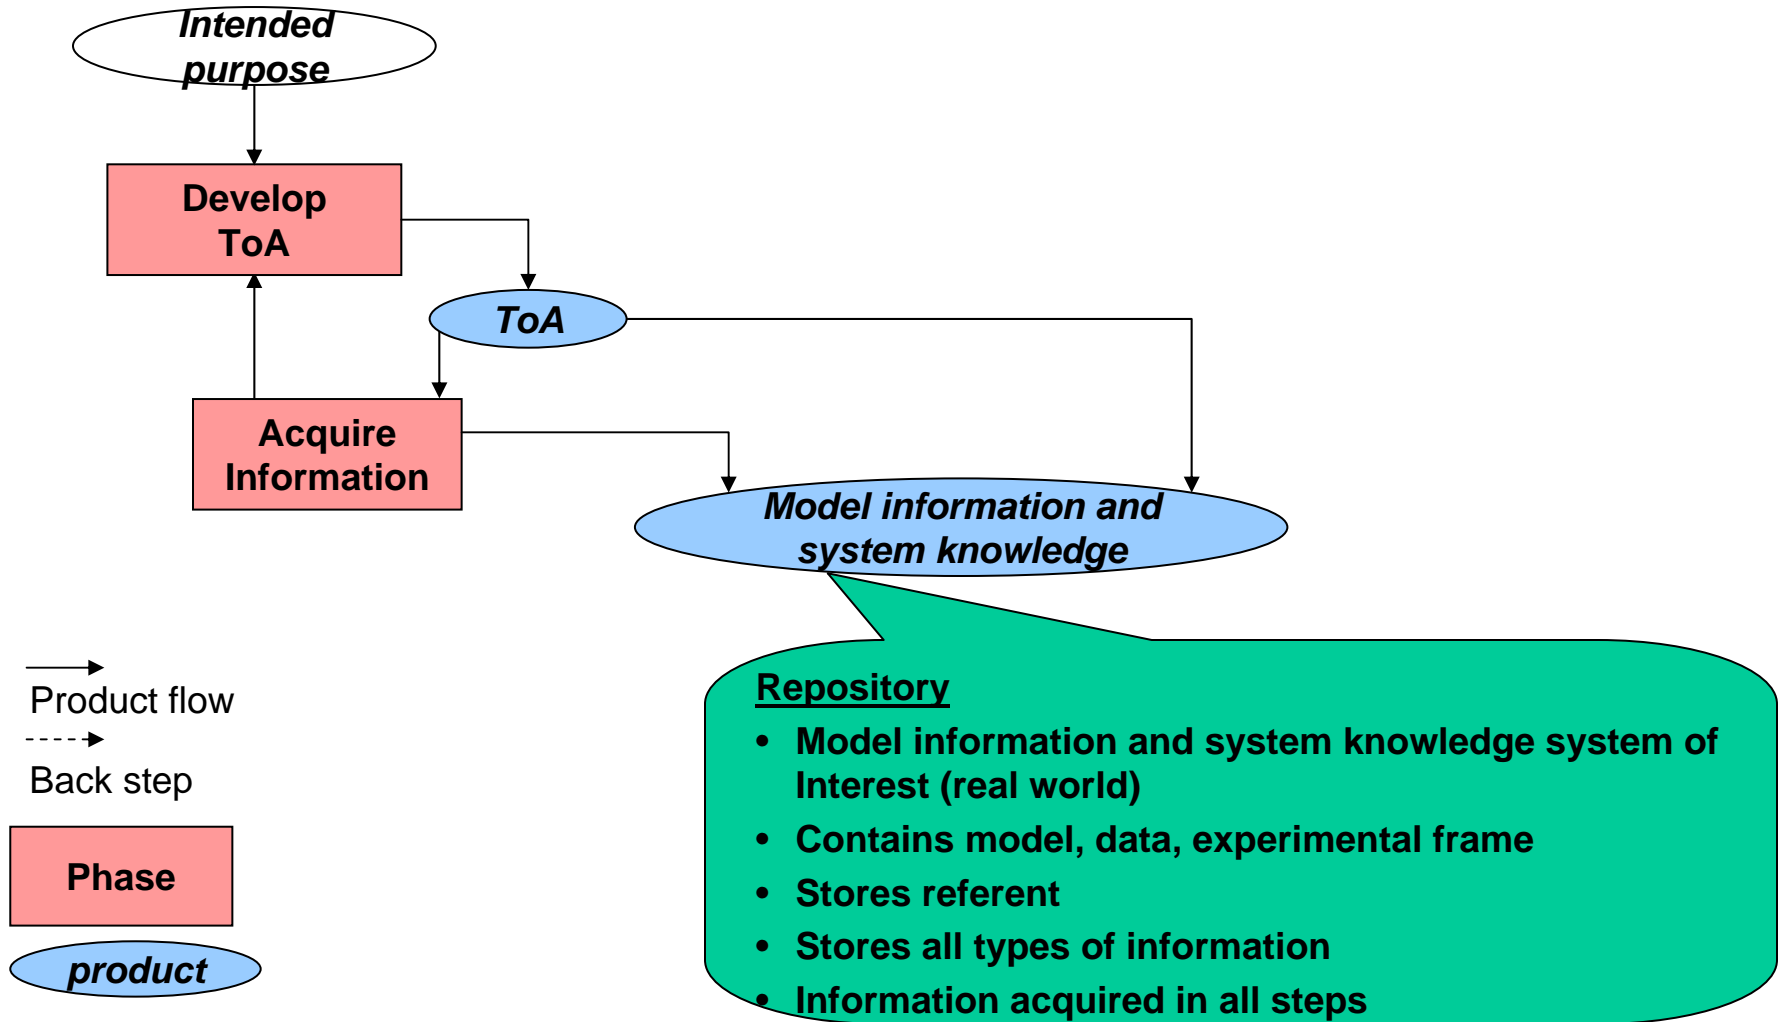 Intended
purpose
Develop
ToA
ToA
Acquire
Information
Model information and
system knowledge
Product flow
Back step
Phase
product
Repository
• Model information and system knowledge system of
Interest (real world)
• Contains model, data, experimental frame
• Stores referent
• Stores all types of information
• Information acquired in all steps